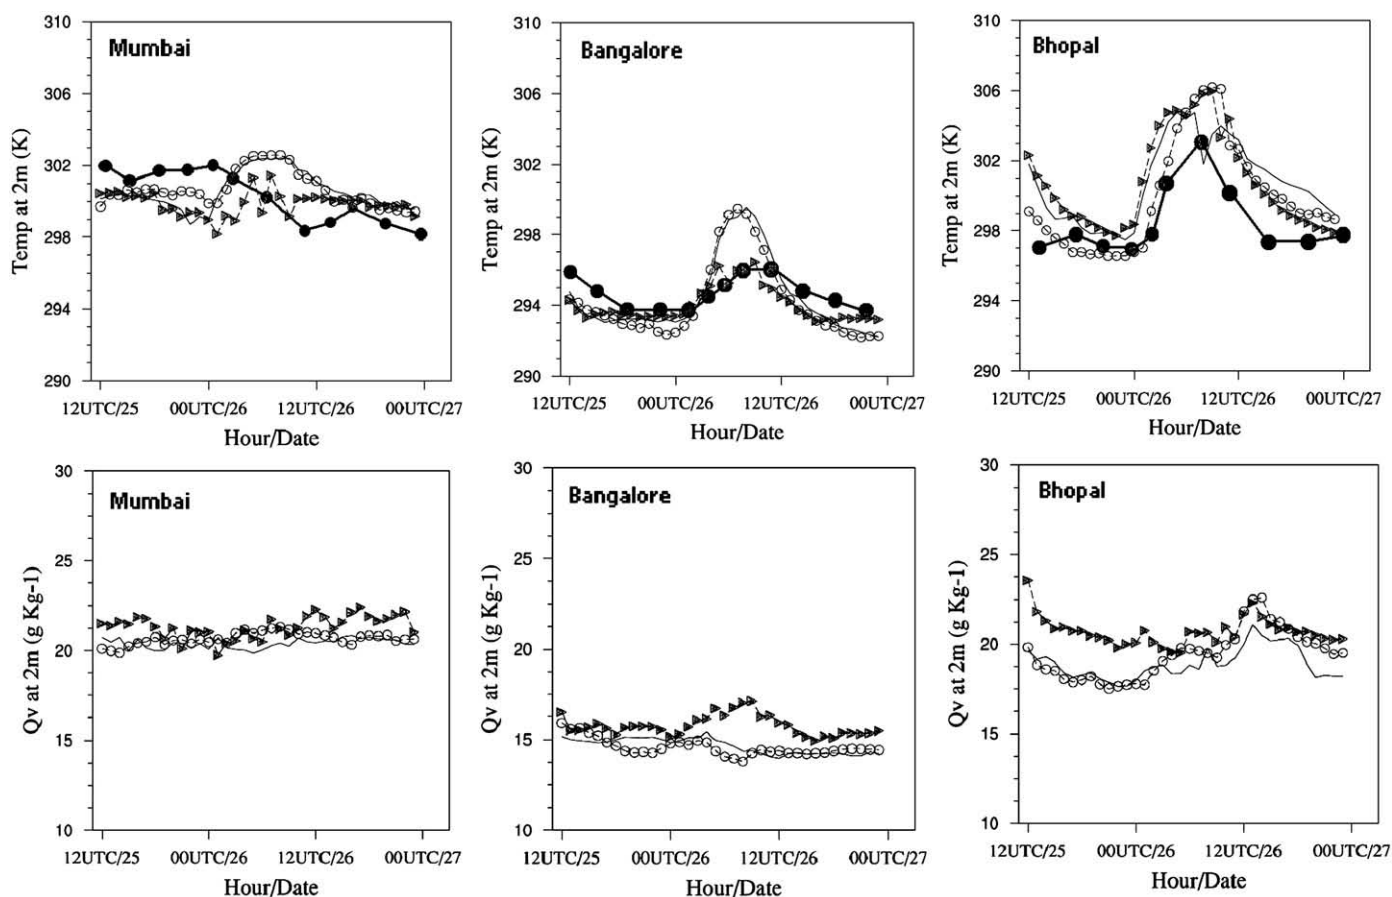 Mumbai
Temp at 2m (K)
310
306
302
298
294
290
12UTC/25 00UTC/26 12UTC/26 00UTC/27
Hour/Date
Bangalore
Temp at 2m (K)
310
306
302
298
294
290
12UTC/25 00UTC/26 12UTC/26 00UTC/27
Hour/Date
Bhopal
Temp at 2m (K)
310
306
302
298
294
290
12UTC/25 00UTC/26 12UTC/26 00UTC/27
Hour/Date
Mumbai
Qv at 2m (g Kg-1)
30
25
20
15
10
12UTC/25 00UTC/26 12UTC/26 00UTC/27
Hour/Date
Bangalore
Qv at 2m (g Kg-1)
30
25
20
15
10
12UTC/25 00UTC/26 12UTC/26 00UTC/27
Hour/Date
Bhopal
Qv at 2m (g Kg-1)
30
25
20
15
10
12UTC/25 00UTC/26 12UTC/26 00UTC/27
Hour/Date